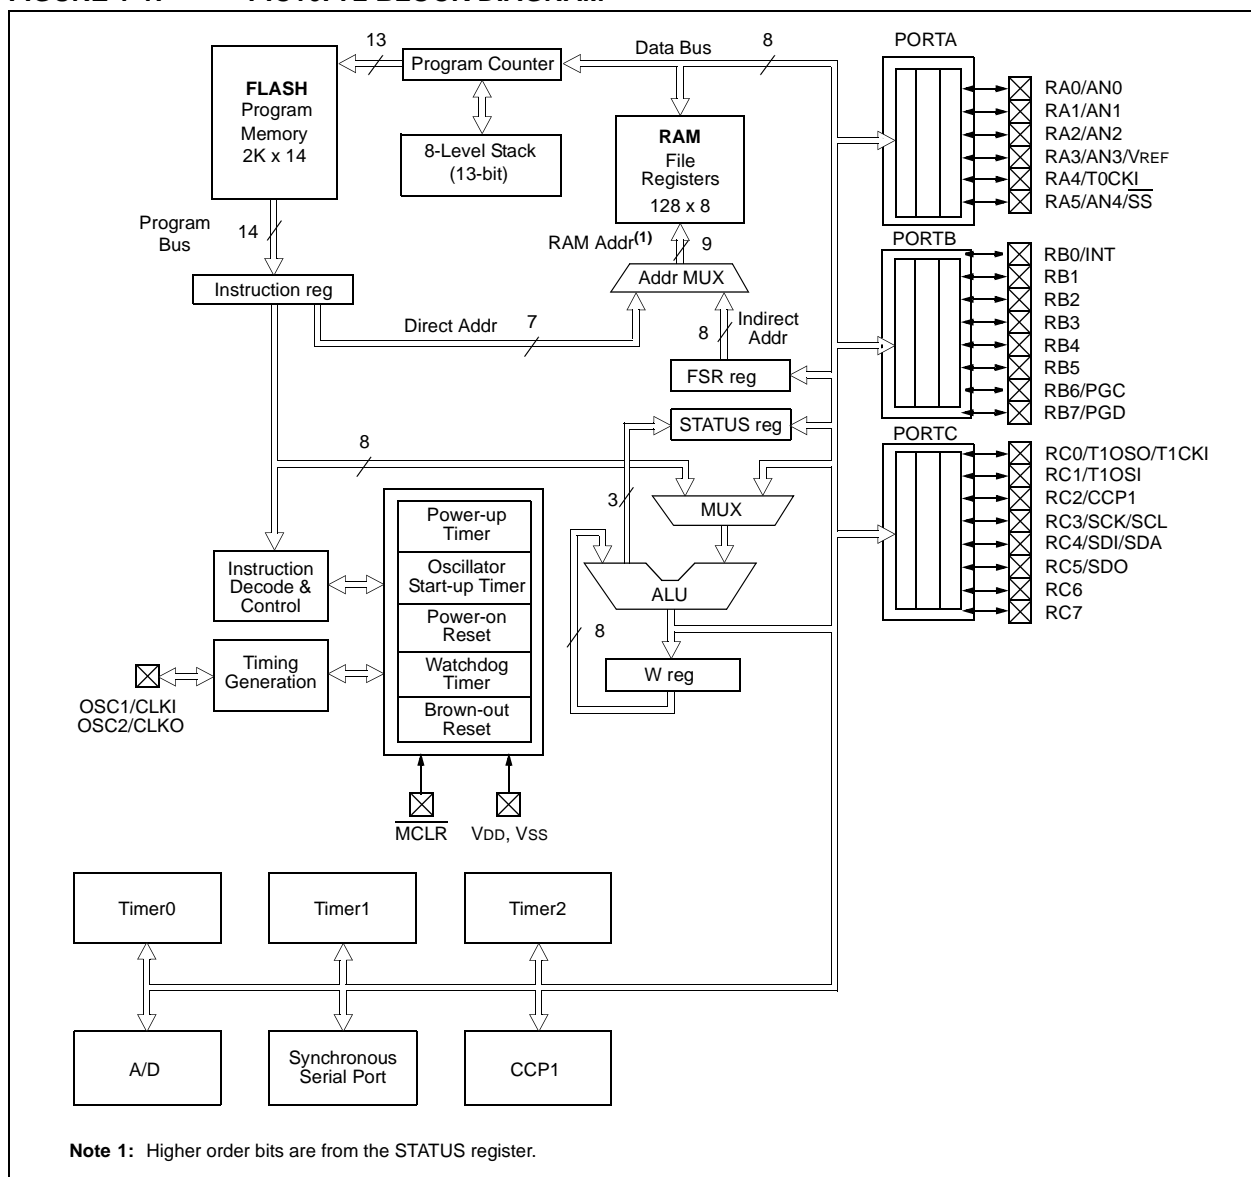 13
Data Bus
8
PORTA
FLASH
Program
Memory
2K x 14
Program Counter
8-Level Stack
(13-bit)
RAM
File
Registers
128 x 8
RA0/AN0
RA1/AN1
RA2/AN2
RA3/AN3/VREF
RA4/T0CKI
RA5/AN4/SS
Program
Bus
14
RAM Addr(1)
9
PORTB
RB0/INT
RB1
RB2
RB3
RB4
RB5
RB6/PGC
RB7/PGD
Instruction reg
Addr MUX
Direct Addr
7
8
Indirect
Addr
FSR reg
STATUS reg
PORTC
RC0/T1OSO/T1CKI
RC1/T1OSI
RC2/CCP1
RC3/SCK/SCL
RC4/SDI/SDA
RC5/SDO
RC6
RC7
8
3
MUX
Power-up
Timer
Oscillator
Start-up Timer
Power-on
Reset
Watchdog
Timer
Brown-out
Reset
Instruction
Decode &
Control
ALU
8
W reg
Timing
Generation
OSC1/CLKI
OSC2/CLKO
MCLR
VDD, VSS
Timer0
Timer1
Timer2
A/D
Synchronous
Serial Port
CCP1
Note 1: Higher order bits are from the STATUS register.